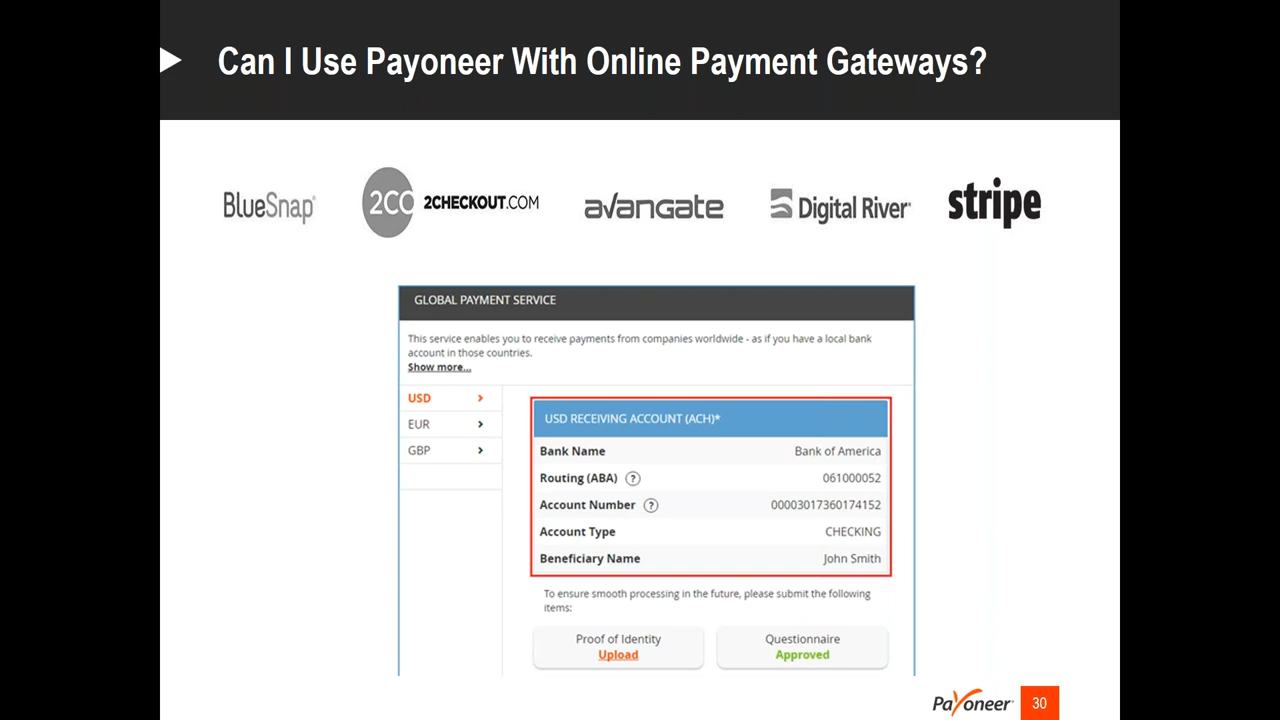 Can I Use Payoneer With Online Payment Gateways?
BlueSnap
2CO 2CHECKOUT.COM
avangate
Digital River
stripe
GLOBAL PAYMENT SERVICE
This service enables you to receive payments from companies worldwide - as if you have a local bank
account in those countries.
Show more...
USD
EUR
GBP
USD RECEIVING ACCOUNT (ACH)*
Bank Name Bank of America
Routing (ABA) ? 061000052
Account Number ? 00003017360174152
Account Type CHECKING
Beneficiary Name John Smith
To ensure smooth processing in the future, please submit the following
items:
Proof of Identity
Upload
Questionnaire
Approved
Payoneer
30